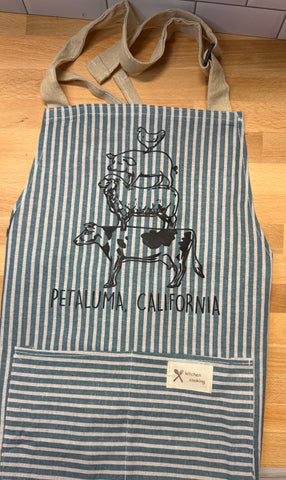 PETALUMA, CALIFORNIA
kitchen
cooking